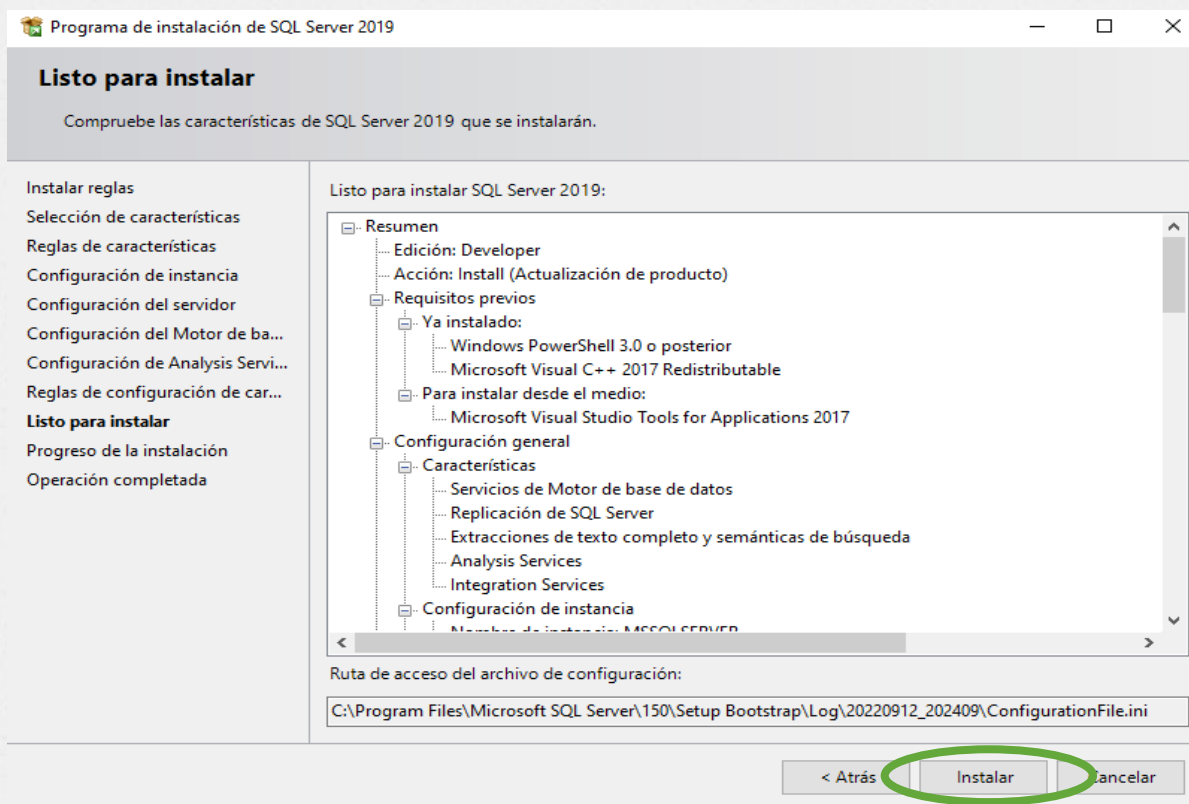 Programa de instalación de SQL Server 2019
Listo para instalar
Compruebe las características de SQL Server 2019 que se instalarán.
Instalar reglas
Selección de características
Reglas de características
Configuración de instancia
Configuración del servidor
Configuración del Motor de ba...
Configuración de Analysis Servi...
Reglas de configuración de car...
Listo para instalar
Progreso de la instalación
Operación completada
Listo para instalar SQL Server 2019:
Resumen
Edición: Developer
Acción: Install (Actualización de producto)
Requisitos previos
Ya instalado:
Windows PowerShell 3.0 o posterior
Microsoft Visual C++ 2017 Redistributable
Para instalar desde el medio:
Microsoft Visual Studio Tools for Applications 2017
Configuración general
Características
Servicios de Motor de base de datos
Replicación de SQL Server
Extracciones de texto completo y semánticas de búsqueda
Analysis Services
Integration Services
Configuración de instancia
Nombre de instancia: MSSQLSERVER
Ruta de acceso del archivo de configuración:
C:\Program Files\Microsoft SQL Server\150\Setup Bootstrap\Log\20220912_202409\ConfigurationFile.ini
< Atrás
Instalar
Cancelar